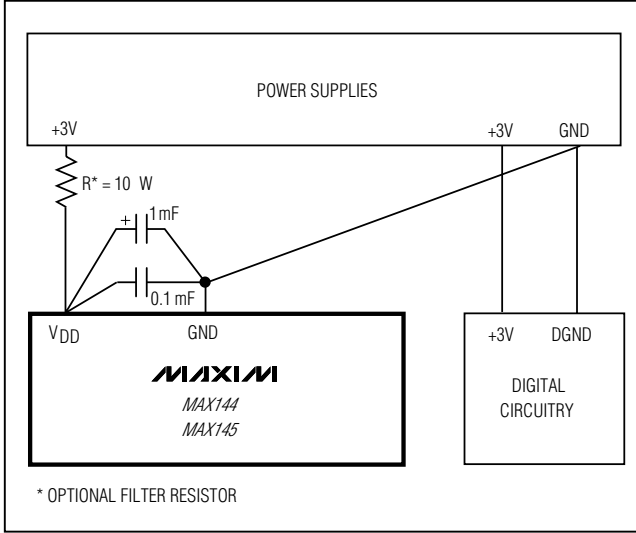 POWER SUPPLIES
+3V
+3V
GND
R* = 10 W
+
1mF
0.1 mF
VDD
GND
MAXIM
MAX144
MAX145
+3V
DGND
DIGITAL
CIRCUITRY
* OPTIONAL FILTER RESISTOR